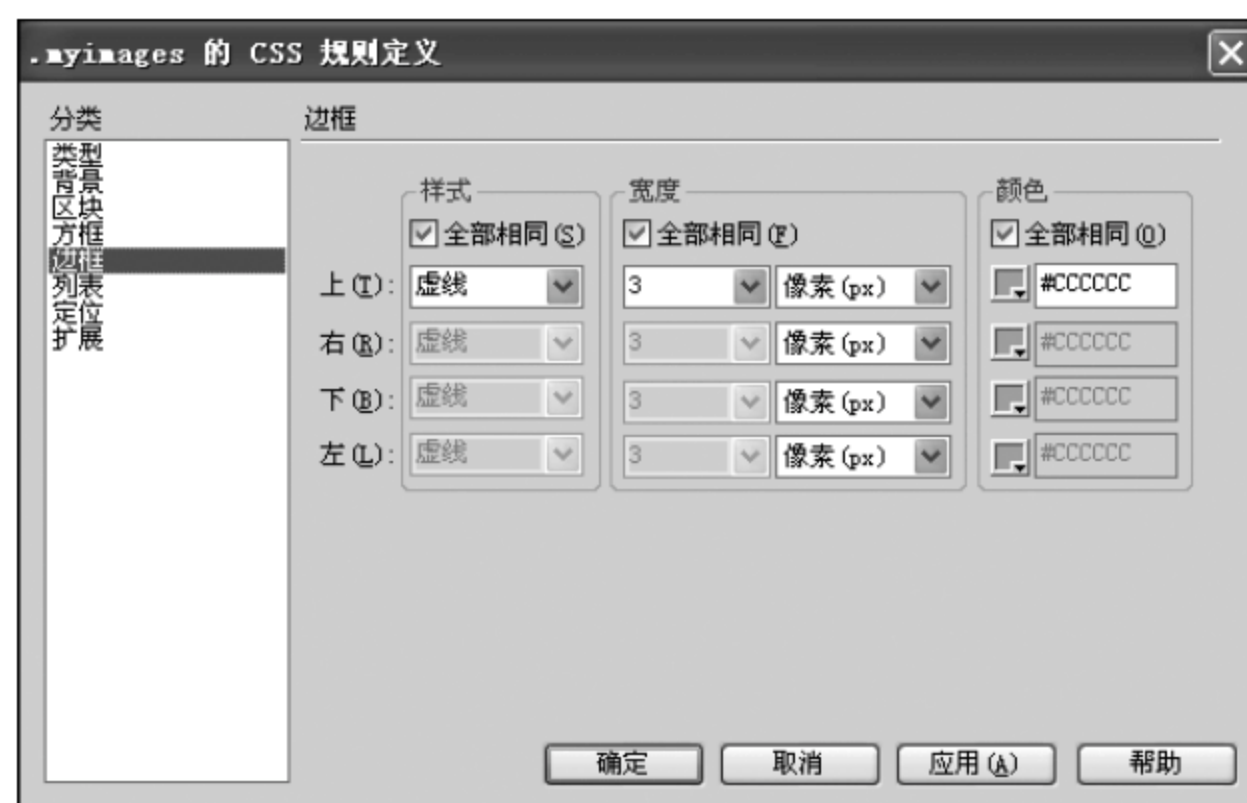 .myimages 的 CSS 规则定义
分类
类型
背景
区块
方框
边框
列表
定位
扩展
边框
样式 宽度 颜色
全部相同(S) 全部相同(F) 全部相同(O)
上(T): 虚线 3 像素(px) #CCCCCC
右(R): 虚线 3 像素(px) #CCCCCC
下(B): 虚线 3 像素(px) #CCCCCC
左(L): 虚线 3 像素(px) #CCCCCC
确定 取消 应用(A) 帮助